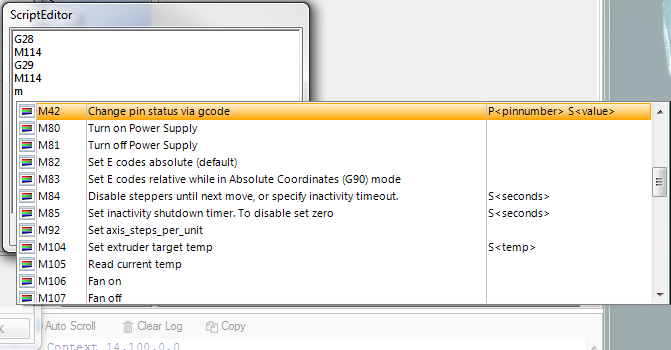 ScriptEditor
G28
M114
G29
M114
m
M42 Change pin status via gcode P<pinnumber> S<value>
M80 Turn on Power Supply
M81 Turn off Power Supply
M82 Set E codes absolute (default)
M83 Set E codes relative while in Absolute Coordinates (G90) mode
M84 Disable steppers until next move, or specify inactivity timeout. S<seconds>
M85 Set inactivity shutdown timer. To disable set zero S<seconds>
M92 Set axis_steps_per_unit
M104 Set extruder target temp S<temp>
M105 Read current temp
M106 Fan on
M107 Fan off
Auto Scroll Clear Log Copy
Context 14.100.0.0